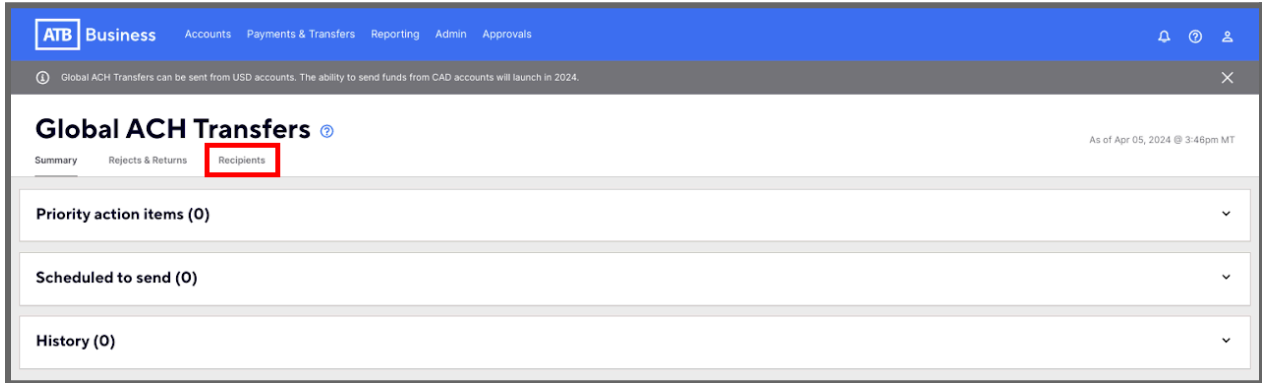 ATB Business Accounts Payments & Transfers Reporting Admin Approvals
Global ACH Transfers can be sent from USD accounts. The ability to send funds from CAD accounts will launch in 2024.
Global ACH Transfers
As of Apr 05, 2024 @ 3:46pm MT
Summary Rejects & Returns Recipients
Priority action items (0)
Scheduled to send (0)
History (0)